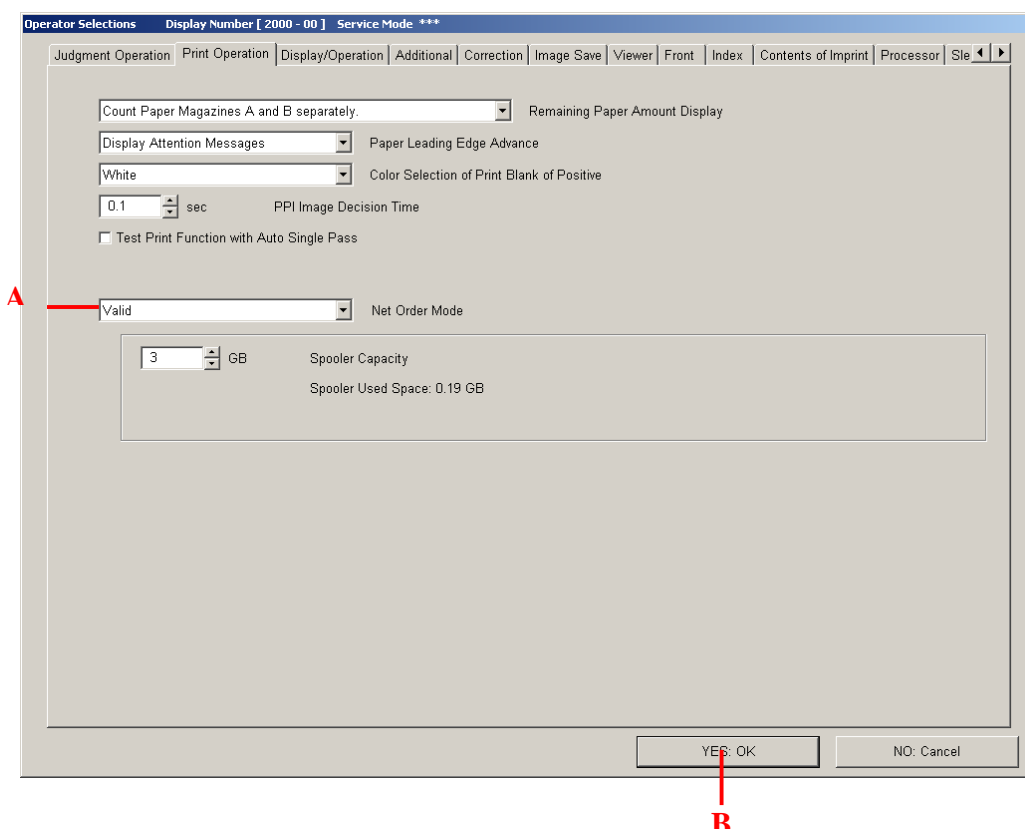 Operator Selections Display Number [ 2000 - 00 ] Service Mode ***
Judgment Operation Print Operation Display/Operation Additional Correction Image Save Viewer Front Index Contents of Imprint Processor Sle
Count Paper Magazines A and B separately. Remaining Paper Amount Display
Display Attention Messages Paper Leading Edge Advance
White Color Selection of Print Blank of Positive
0.1 sec PPI Image Decision Time
Test Print Function with Auto Single Pass
A
Valid Net Order Mode
3 GB Spooler Capacity
Spooler Used Space: 0.19 GB
YES: OK NO: Cancel
B